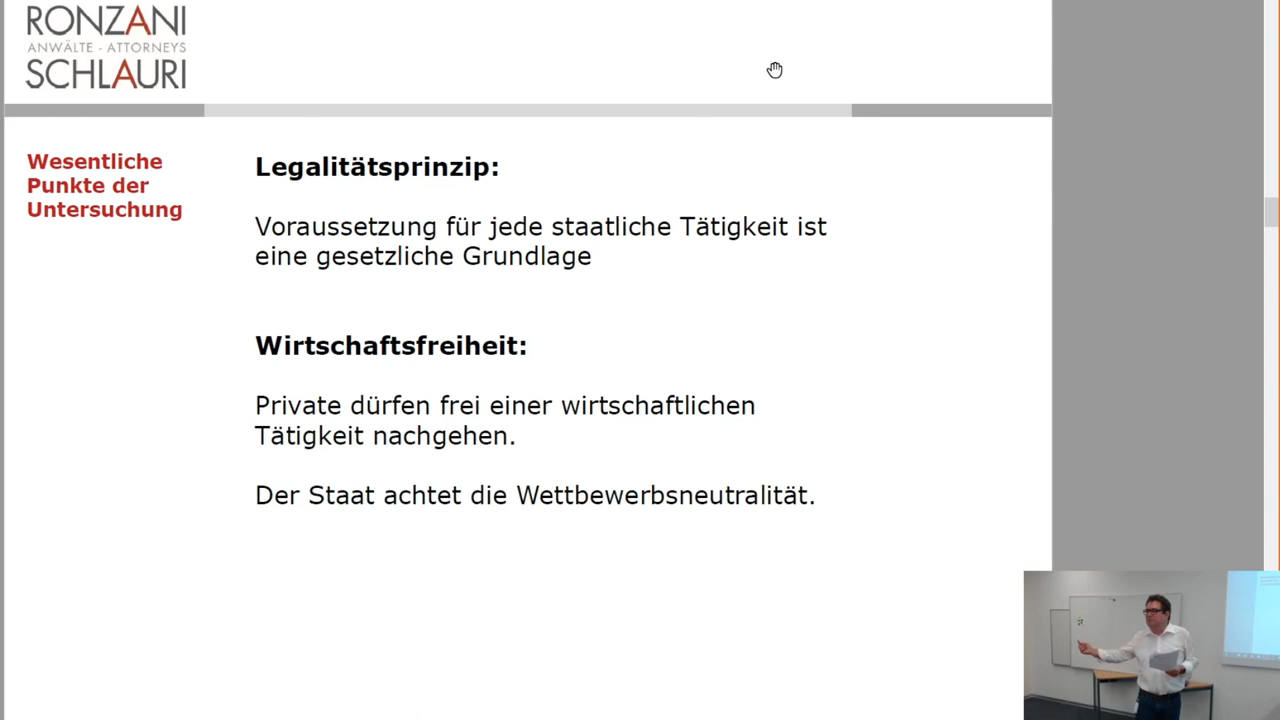 RONZANI
ANWÄLTE - ATTORNEYS
SCHLAURI
Wesentliche
Punkte der
Untersuchung
Legalitätsprinzip:
Voraussetzung für jede staatliche Tätigkeit ist
eine gesetzliche Grundlage
Wirtschaftsfreiheit:
Private dürfen frei einer wirtschaftlichen
Tätigkeit nachgehen.
Der Staat achtet die Wettbewerbsneutralität.